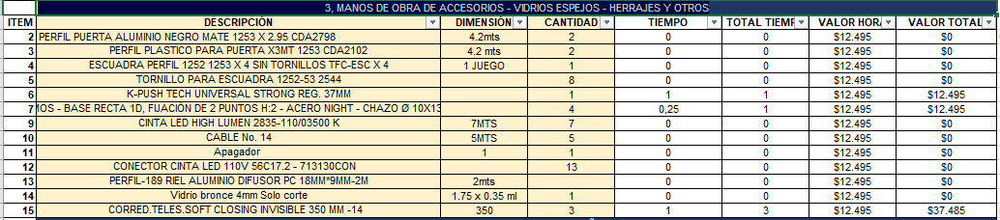 3, MANOS DE OBRA DE ACCESORIOS - VIDRIOS ESPEJOS - HERRAJES Y OTROS
ITEM DESCRIPCIÓN DIMENSIÓN CANTIDAD TIEMPO TOTAL TIEMP VALOR HORA VALOR TOTAL
2 PERFIL PUERTA ALUMINIO NEGRO MATE 1253 X 2.95 CDA2798 4.2mts 2 0 0 $12.495 $0
3 PERFIL PLASTICO PARA PUERTA X3MT 1253 CDA2102 4.2 mts 2 0 0 $12.495 $0
4 ESCUADRA PERFIL 1252 1253 X 4 SIN TORNILLOS TFC-ESC X 4 1 JUEGO 1 0 0 $12.495 $0
5 TORNILLO PARA ESCUADRA 1252-53 2544 8 0 0 $12.495 $0
6 K-PUSH TECH UNIVERSAL STRONG REG. 37MM 1 1 1 $12.495 $12.495
7 MOS - BASE RECTA 1D, FIJACIÓN DE 2 PUNTOS H:2 - ACERO NIGHT - CHAZO Ø 10X13 4 0,25 1 $12.495 $12.495
9 CINTA LED HIGH LUMEN 2835-110/03500 K 7MTS 7 0 0 $12.495 $0
10 CABLE No. 14 5MTS 5 0 0 $12.495 $0
11 Apagador 1 1 0 0 $12.495 $0
12 CONECTOR CINTA LED 110V 56C17.2 - 713130CON 13 0 0 $12.495 $0
13 PERFIL-189 RIEL ALUMINIO DIFUSOR PC 18MM*9MM-2M 2mts 0 0 $12.495 $0
14 Vidrio bronce 4mm Solo corte 1.75 x 0.35 ml 1 0 0 $12.495 $0
15 CORRED.TELES.SOFT CLOSING INVISIBLE 350 MM -14 350 3 1 3 $12.495 $37.485